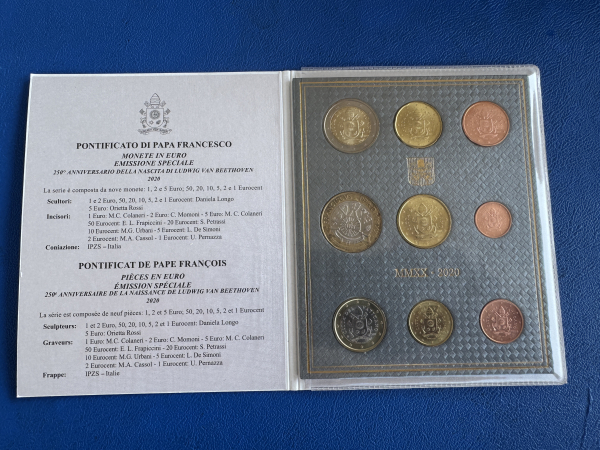 PONTIFICATO DI PAPA FRANCESCO
MONETE IN EURO
EMISSIONE SPECIALE
250° ANNIVERSARIO DELLA NASCITA DI LUDWIG VAN BEETHOVEN
2020
La serie è composta da nove monete: 1, 2 e 5 Euro; 50, 20, 10, 5, 2 e 1 Eurocent
Scultori: 1 e 2 Euro, 50, 20, 10, 5, 2 e 1 Eurocent: Daniela Longo
5 Euro: Orietta Rossi
Incisori: 1 Euro: M.C. Colaneri - 2 Euro: C. Momoni - 5 Euro: M.C. Colaneri
50 Eurocent: E. L. Frapiccini - 20 Eurocent: S. Petrassi
10 Eurocent: M.G. Urbani - 5 Eurocent: L. De Simoni
2 Eurocent: M.A. Cassol - 1 Eurocent: U. Pernazza
Coniazione: IPZS – Italia
PONTIFICAT DE PAPE FRANÇOIS
PIÈCES EN EURO
ÉMISSION SPÉCIALE
250e ANNIVERSAIRE DE LA NAISSANCE DE LUDWIG VAN BEETHOVEN
2020
La série est composée de neuf pièces: 1, 2 et 5 Euro, 50, 20, 10, 5, 2 et 1 Eurocent
Sculpteurs: 1 et 2 Euro, 50, 20, 10, 5, 2 et 1 Eurocent: Daniela Longo
5 Euro: Orietta Rossi
Graveurs: 1 Euro: M.C. Colaneri - 2 Euro: C. Momoni - 5 Euro: M.C. Colaneri
50 Eurocent: E. L. Frapiccini - 20 Eurocent: S. Petrassi
10 Eurocent: M.G. Urbani - 5 Eurocent: L. De Simoni
2 Eurocent: M.A. Cassol - 1 Eurocent: U. Pernazza
Frappe: IPZS – Italie
MMXX · 2020